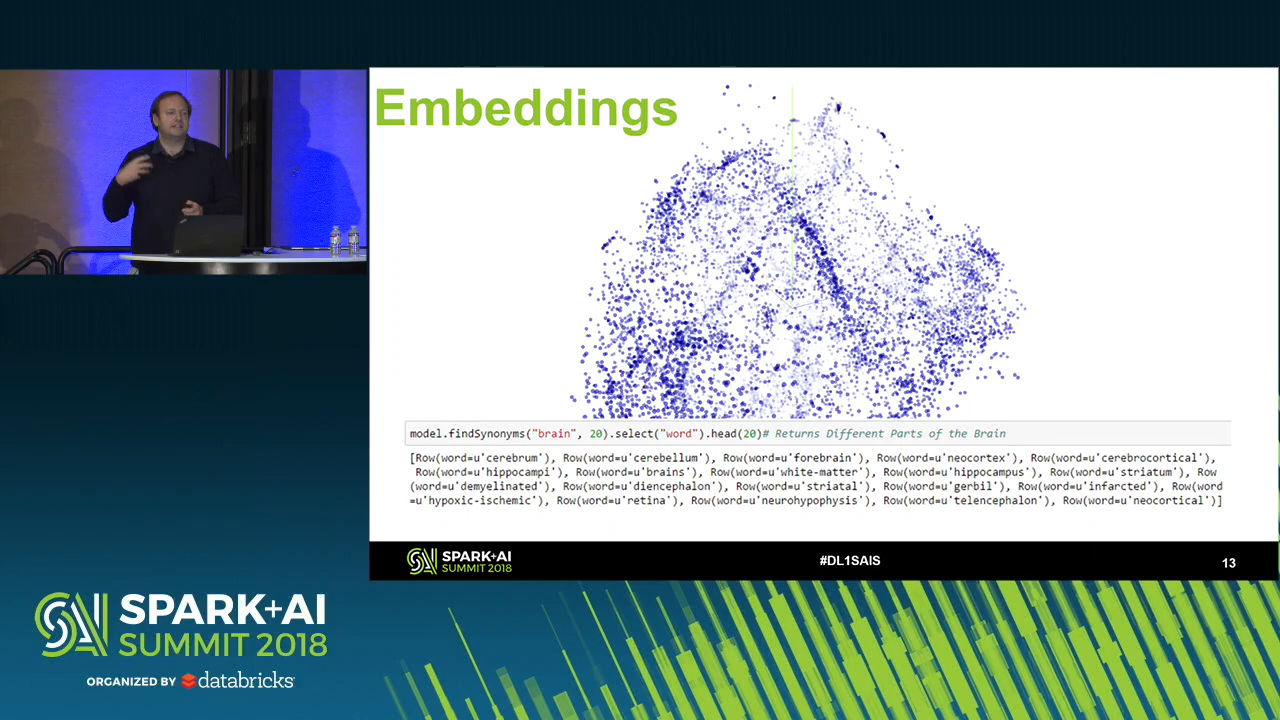 Embeddings
model.findSynonyms("brain", 20).select("word").head(20)# Returns Different Parts of the Brain
[Row(word=u'cerebrum'), Row(word=u'cerebellum'), Row(word=u'forebrain'), Row(word=u'neocortex'), Row(word=u'cerebrocortical'),
Row(word=u'hippocampi'), Row(word=u'brains'), Row(word=u'white-matter'), Row(word=u'hippocampus'), Row(word=u'striatum'), Row
(word=u'demyelinated'), Row(word=u'diencephalon'), Row(word=u'striatal'), Row(word=u'gerbil'), Row(word=u'infarcted'), Row(word
=u'hypoxic-ischemic'), Row(word=u'retina'), Row(word=u'neurohypophysis'), Row(word=u'telencephalon'), Row(word=u'neocortical')]
SPARK+AI
SUMMIT 2018
#DL1SAIS
13
SPARK+AI
SUMMIT 2018
ORGANIZED BY databricks